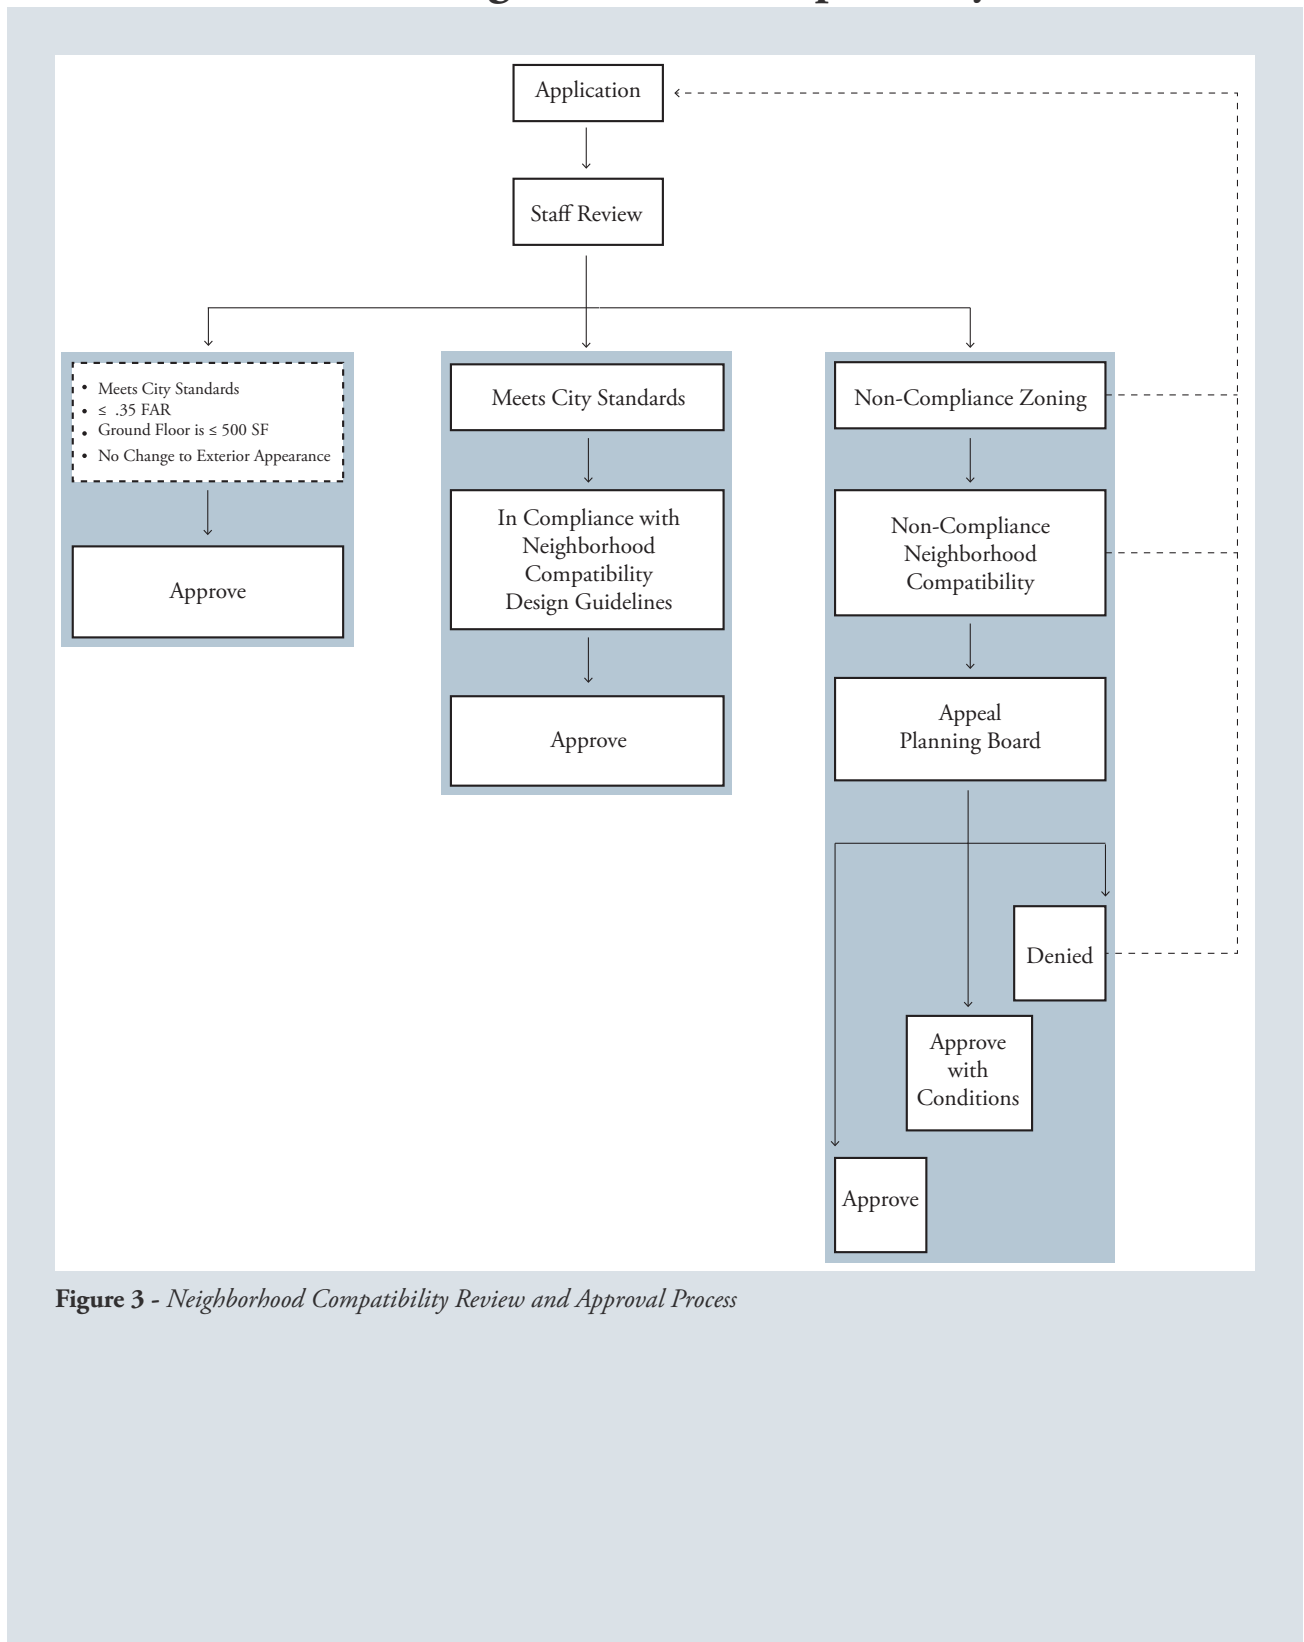 Application
Staff Review
• Meets City Standards
• ≤ .35 FAR
• Ground Floor is ≤ 500 SF
• No Change to Exterior Appearance
Approve
Meets City Standards
In Compliance with
Neighborhood
Compatibility
Design Guidelines
Approve
Non-Compliance Zoning
Non-Compliance
Neighborhood
Compatibility
Appeal
Planning Board
Denied
Approve
with
Conditions
Approve
Figure 3 - Neighborhood Compatibility Review and Approval Process